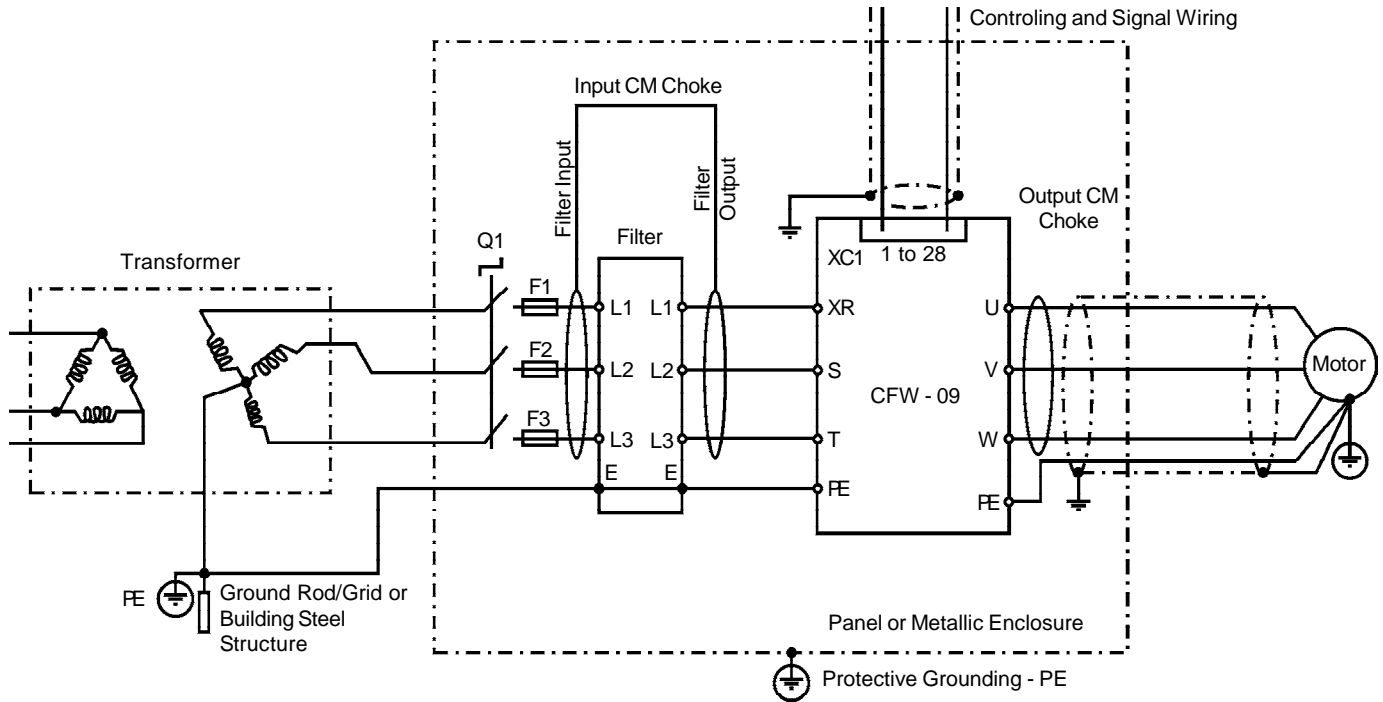 Controling and Signal Wiring
Input CM Choke
Filter Input
Filter
Output
Output CM
Choke
Transformer
Q1
Filter
XC1
1 to 28
F1
L1
L1
XR
U
F2
L2
L2
S
V
Motor
CFW - 09
F3
L3
L3
T
W
E
E
PE
PE
PE
Ground Rod/Grid or
Building Steel
Structure
Panel or Metallic Enclosure
Protective Grounding - PE